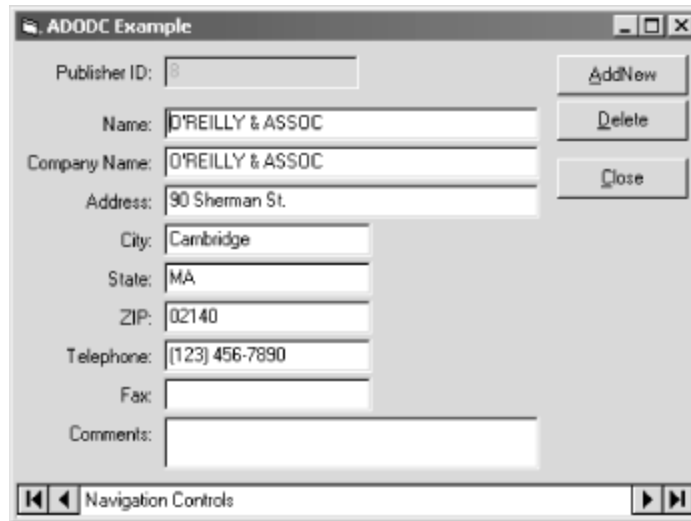 ADODC Example
Publisher ID: 8
AddNew
Name: O'REILLY & ASSOC
Delete
Company Name: O'REILLY & ASSOC
Close
Address: 90 Sherman St.
City: Cambridge
State: MA
ZIP: 02140
Telephone: (123) 456-7890
Fax:
Comments:
Navigation Controls